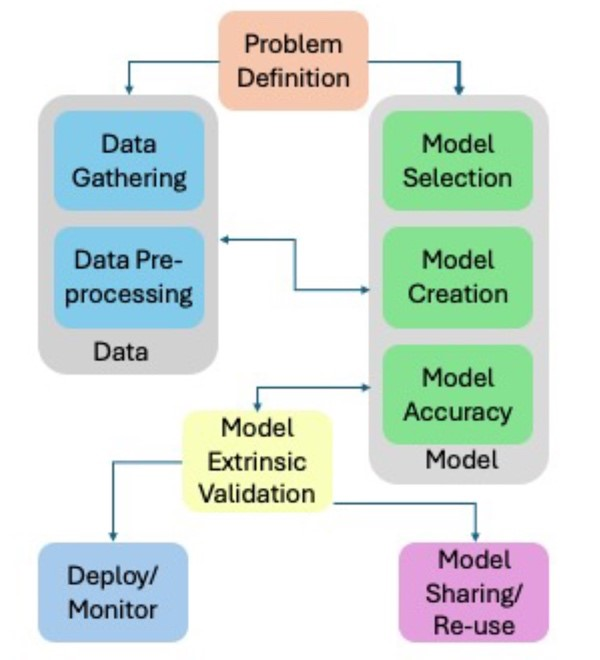 Problem
Definition
Data
Gathering
Data Pre-
processing
Data
Model
Selection
Model
Creation
Model
Accuracy
Model
Model
Extrinsic
Validation
Deploy/
Monitor
Model
Sharing/
Re-use